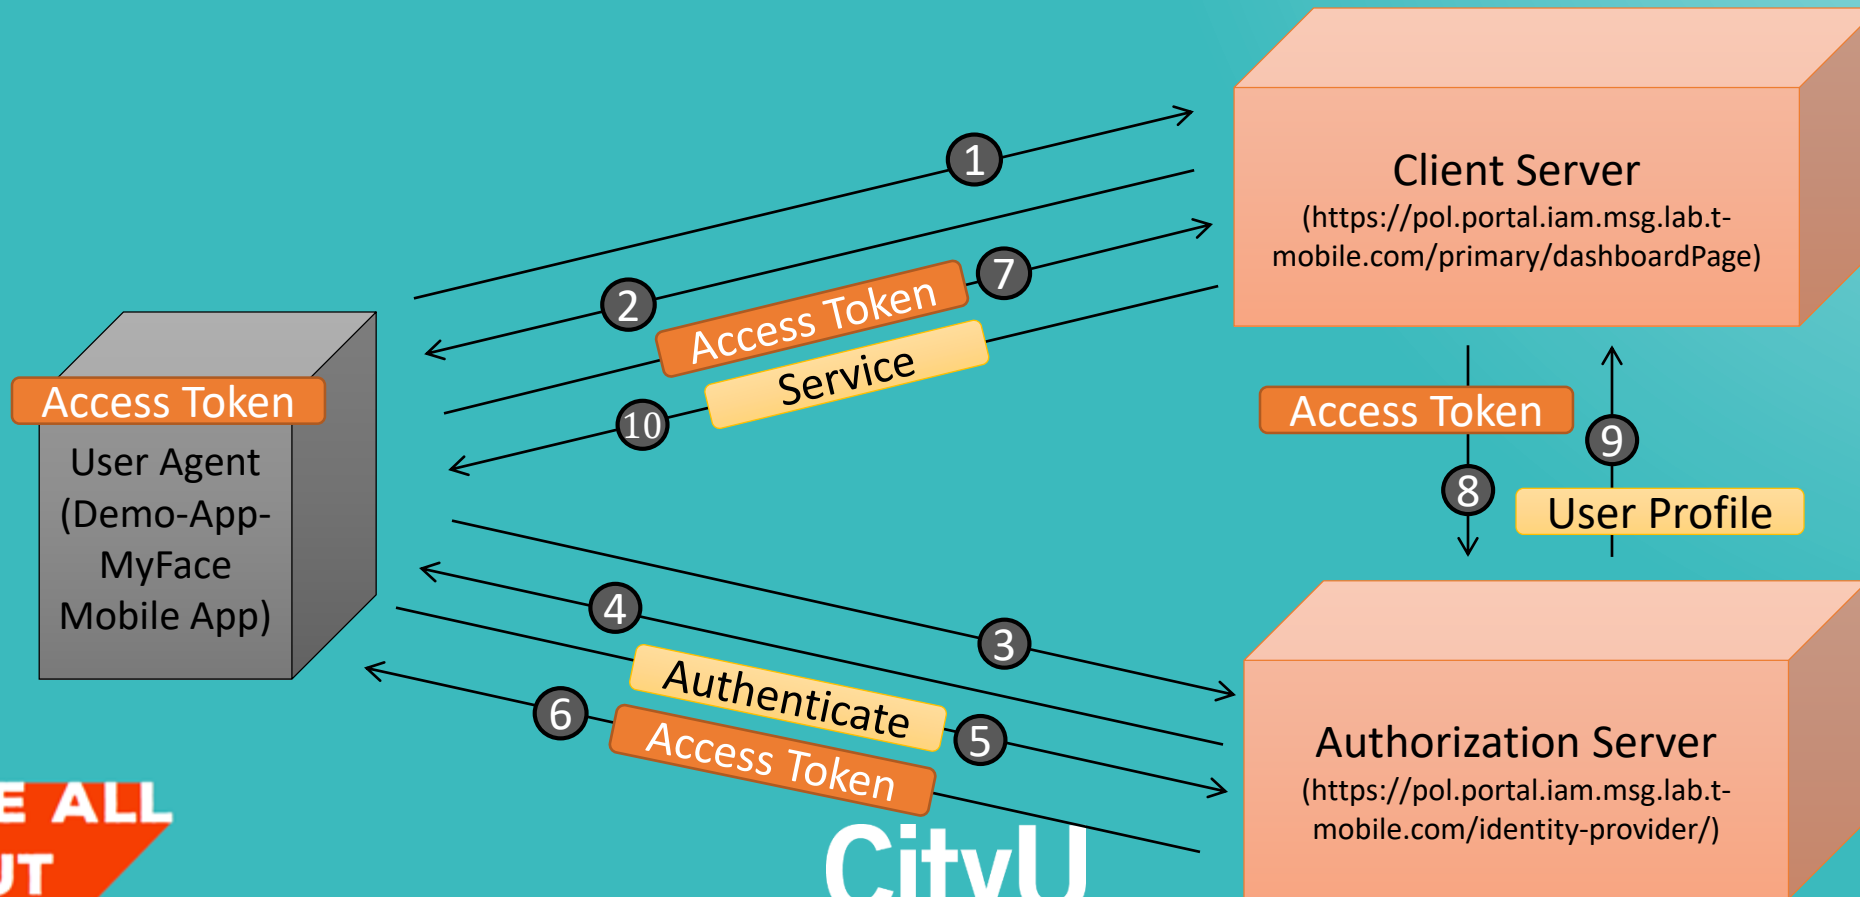 1
Client Server
(https://pol.portal.iam.msg.lab.t-
mobile.com/primary/dashboardPage)
2
7
Access Token
Service
10
Access Token
User Agent
(Demo-App-
MyFace
Mobile App)
Access Token
9
8
User Profile
4
3
Authenticate
5
6
Access Token
Authorization Server
(https://pol.portal.iam.msg.lab.t-
mobile.com/identity-provider/)
E ALL
UT
CityU